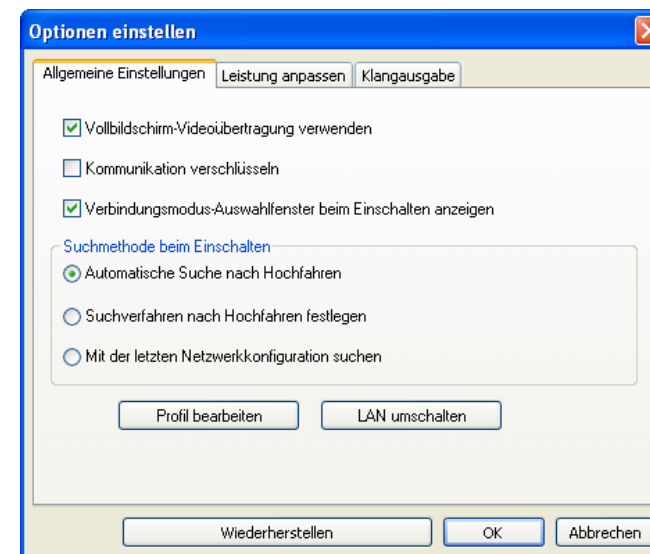 Optionen einstellen
Allgemeine Einstellungen Leistung anpassen Klangausgabe
Vollbildschirm-Videoübertragung verwenden
Kommunikation verschlüsseln
Verbindungsmodus-Auswahlfenster beim Einschalten anzeigen
Suchmethode beim Einschalten
Automatische Suche nach Hochfahren
Suchverfahren nach Hochfahren festlegen
Mit der letzten Netzwerkkonfiguration suchen
Profil bearbeiten LAN umschalten
Wiederherstellen OK Abbrechen